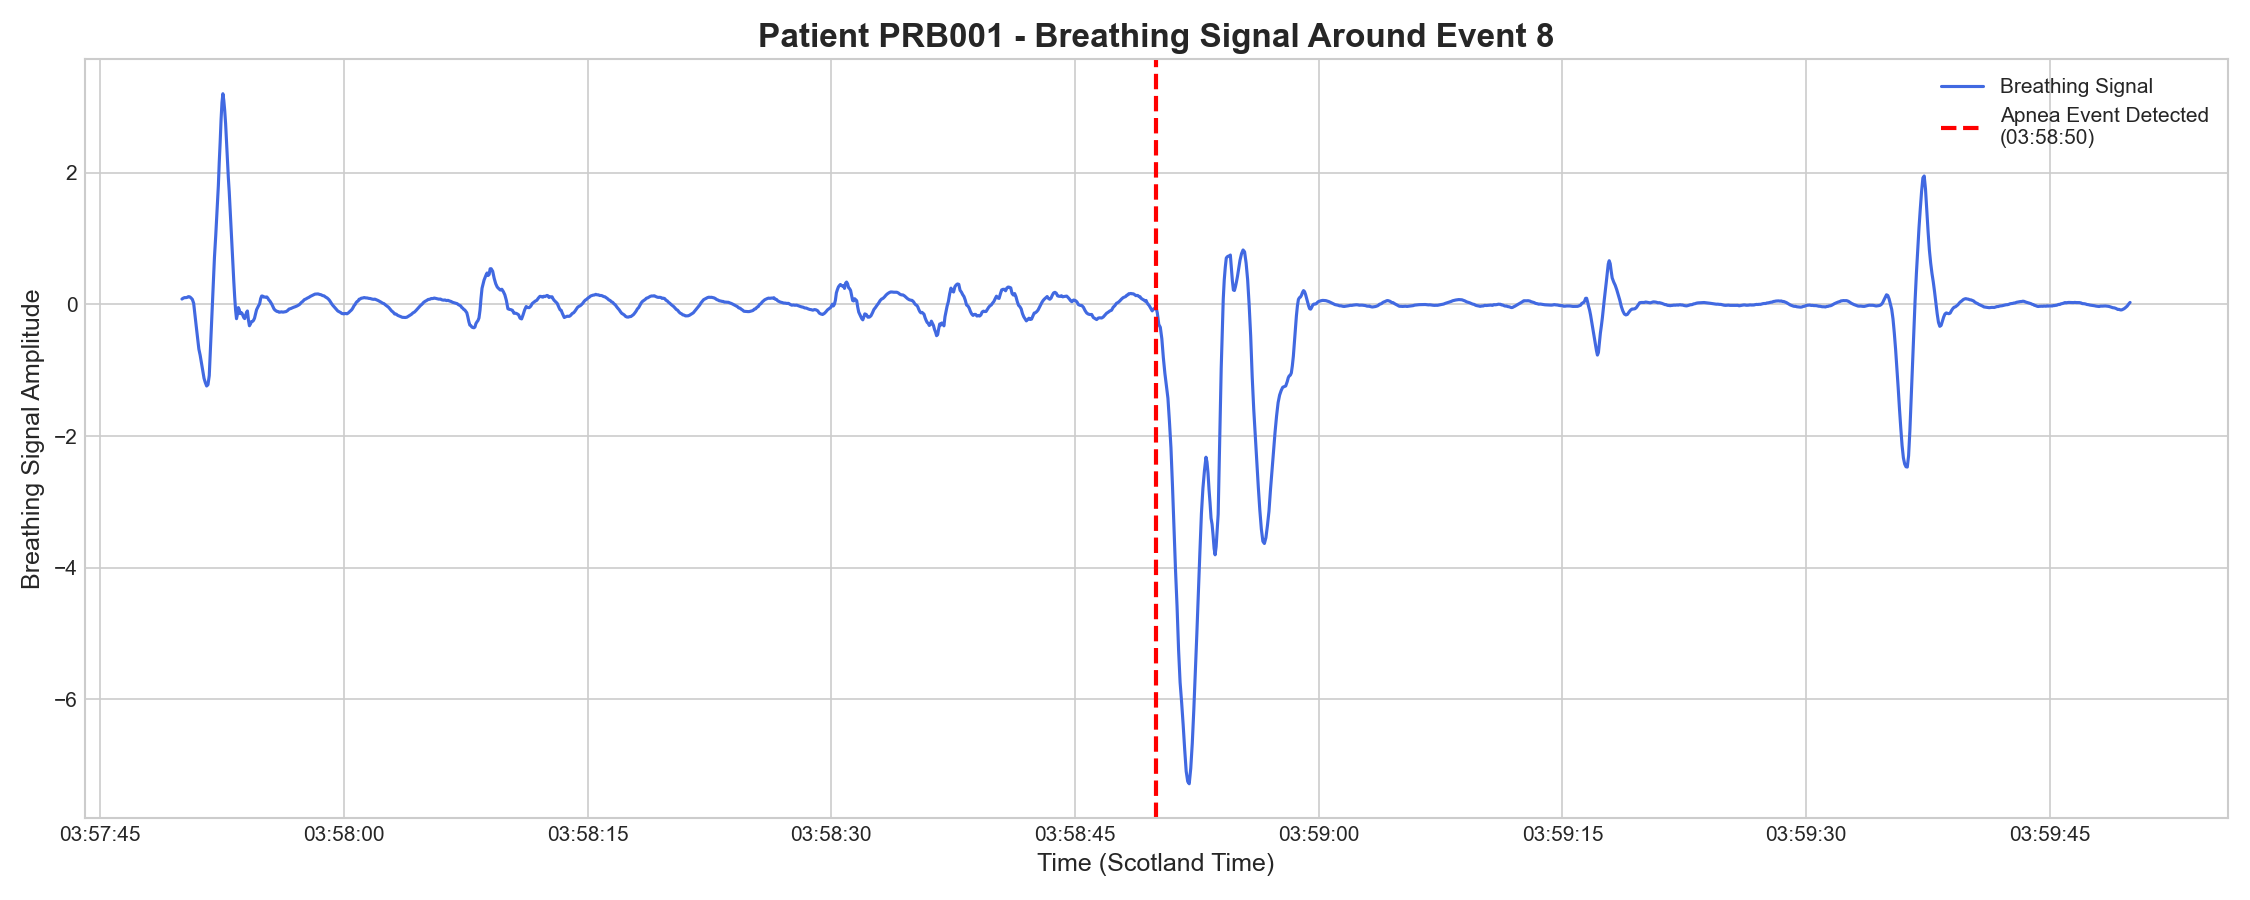 Patient PRB001 - Breathing Signal Around Event 8
Breathing Signal
Apnea Event Detected
(03:58:50)
Breathing Signal Amplitude
2
0
−2
−4
−6
03:57:45 03:58:00 03:58:15 03:58:30 03:58:45 03:59:00 03:59:15 03:59:30 03:59:45
Time (Scotland Time)